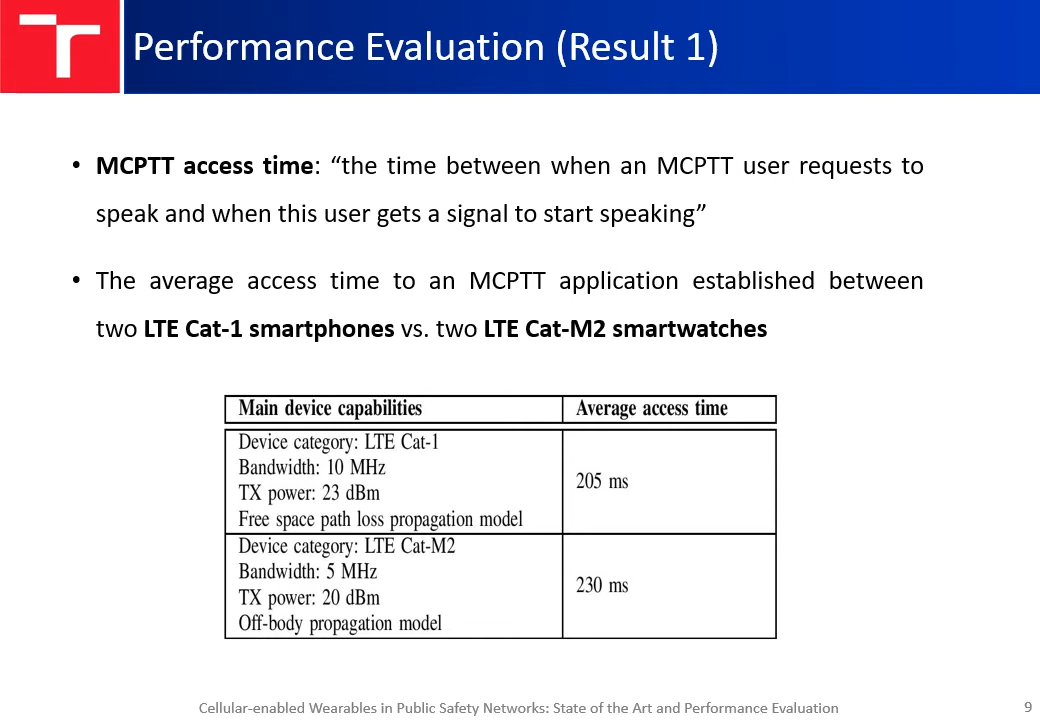 Performance Evaluation (Result 1)
• MCPTT access time: “the time between when an MCPTT user requests to
speak and when this user gets a signal to start speaking”
• The average access time to an MCPTT application established between
two LTE Cat-1 smartphones vs. two LTE Cat-M2 smartwatches
Main device capabilities
Average access time
Device category: LTE Cat-1
Bandwidth: 10 MHz
TX power: 23 dBm
Free space path loss propagation model
205 ms
Device category: LTE Cat-M2
Bandwidth: 5 MHz
TX power: 20 dBm
Off-body propagation model
230 ms
Cellular-enabled Wearables in Public Safety Networks: State of the Art and Performance Evaluation
9